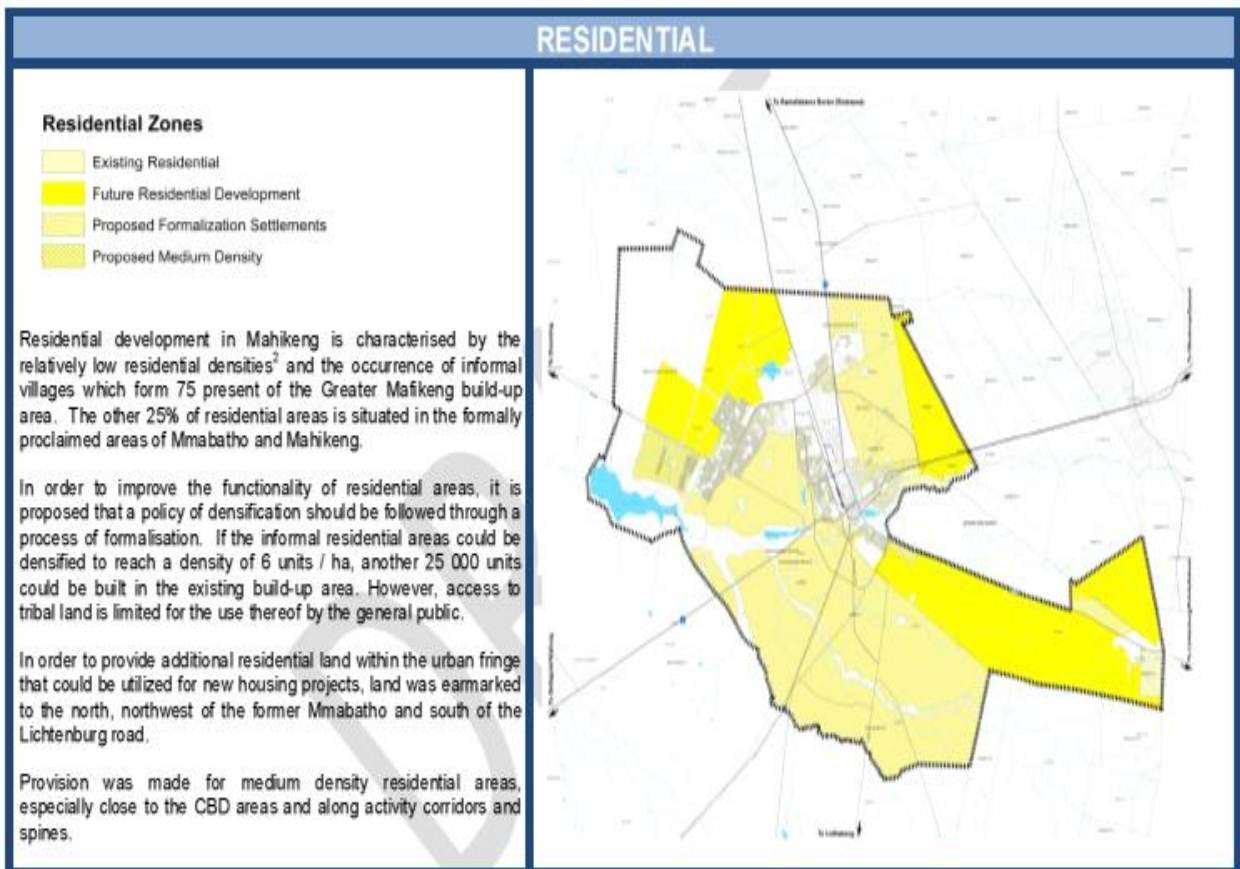 RESIDENTIAL
Residential Zones
Existing Residential
Future Residential Development
Proposed Formalization Settlements
Proposed Medium Density
Residential development in Mahikeng is characterised by the
relatively low residential densities² and the occurrence of informal
villages which form 75 present of the Greater Mafikeng build-up
area. The other 25% of residential areas is situated in the formally
proclaimed areas of Mmabatho and Mahikeng.
In order to improve the functionality of residential areas, it is
proposed that a policy of densification should be followed through a
process of formalisation. If the informal residential areas could be
densified to reach a density of 6 units / ha, another 25 000 units
could be built in the existing build-up area. However, access to
tribal land is limited for the use thereof by the general public.
In order to provide additional residential land within the urban fringe
that could be utilized for new housing projects, land was earmarked
to the north, northwest of the former Mmabatho and south of the
Lichtenburg road.
Provision was made for medium density residential areas,
especially close to the CBD areas and along activity corridors and
spines.